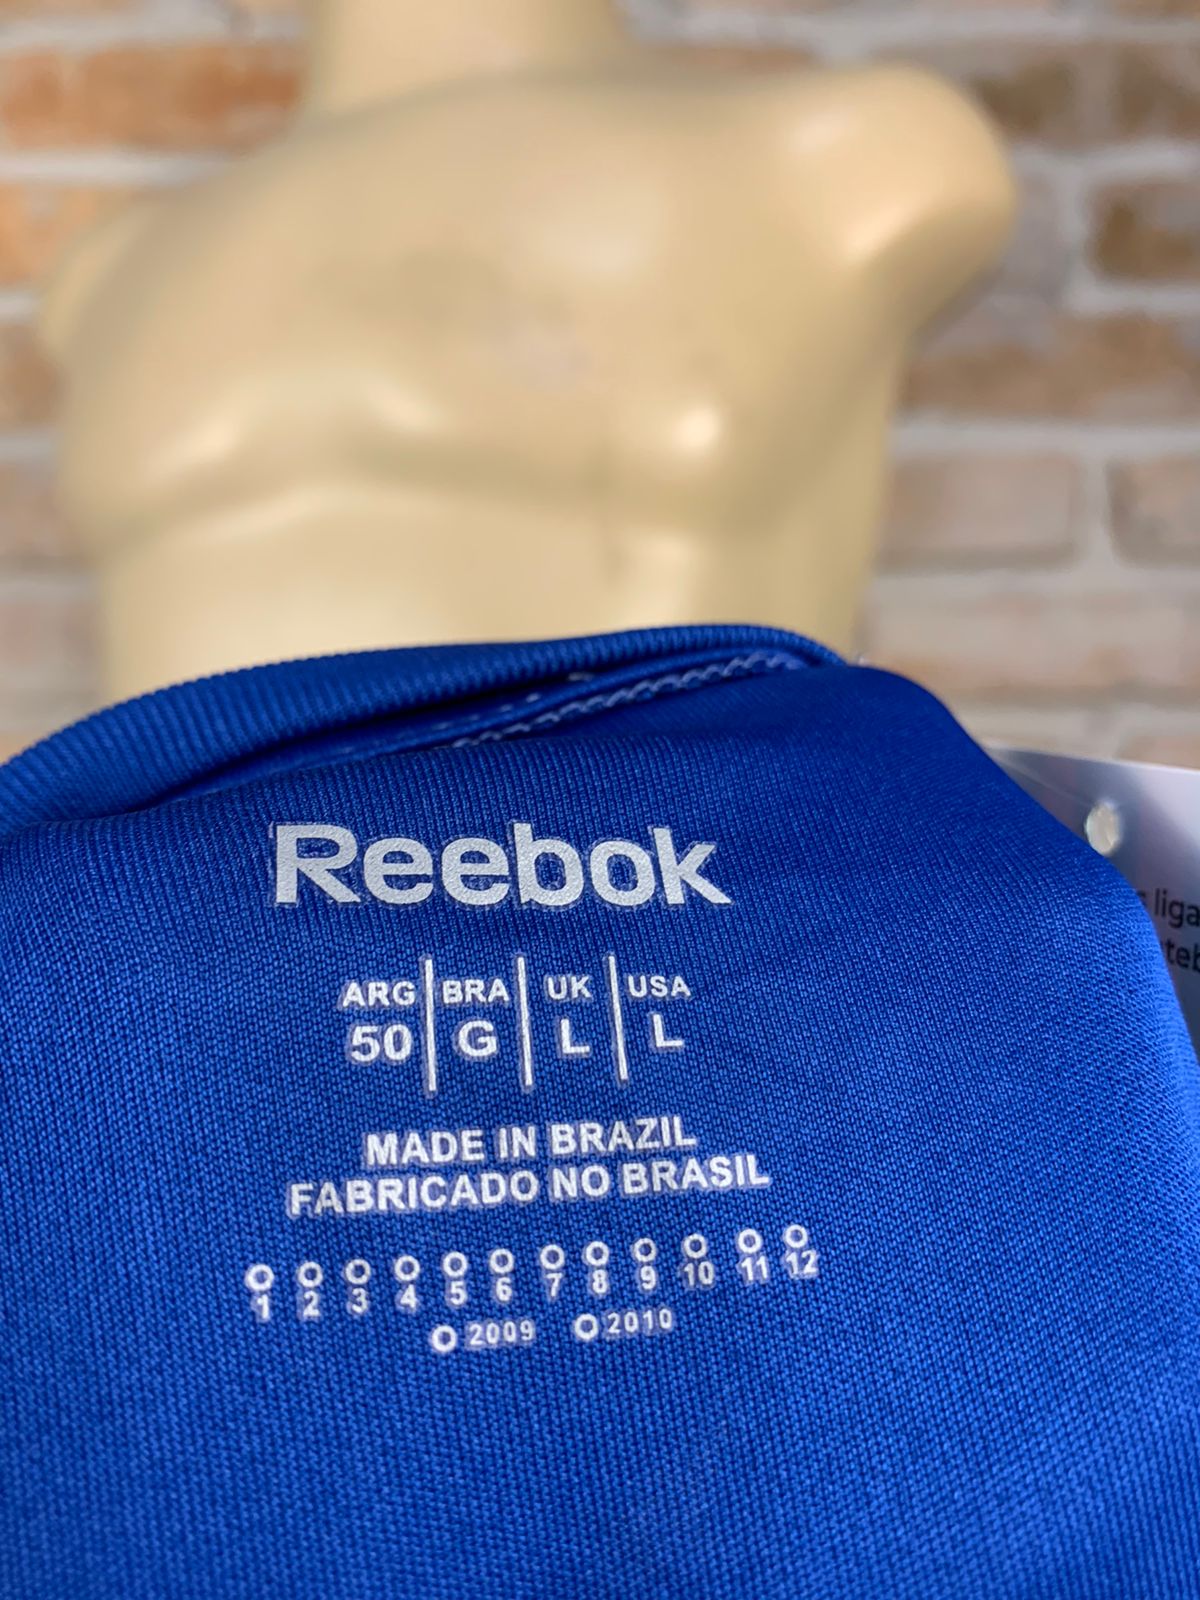 Reebok
ARG BRA UK USA
50 G L L
MADE IN BRAZIL
FABRICADO NO BRASIL
1 2 3 4 5 6 7 8 9 10 11 12
2009 2010